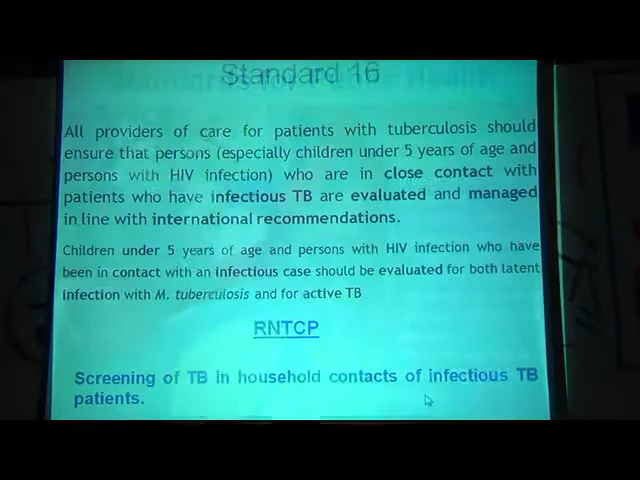 Standard 16
All providers of care for patients with tuberculosis should
ensure that persons (especially children under 5 years of age and
persons with HIV infection) who are in close contact with
patients who have infectious TB are evaluated and managed
in line with international recommendations.
Children under 5 years of age and persons with HIV infection who have
been in contact with an infectious case should be evaluated for both latent
infection with M. tuberculosis and for active TB
RNTCP
Screening of TB in household contacts of infectious TB
patients.